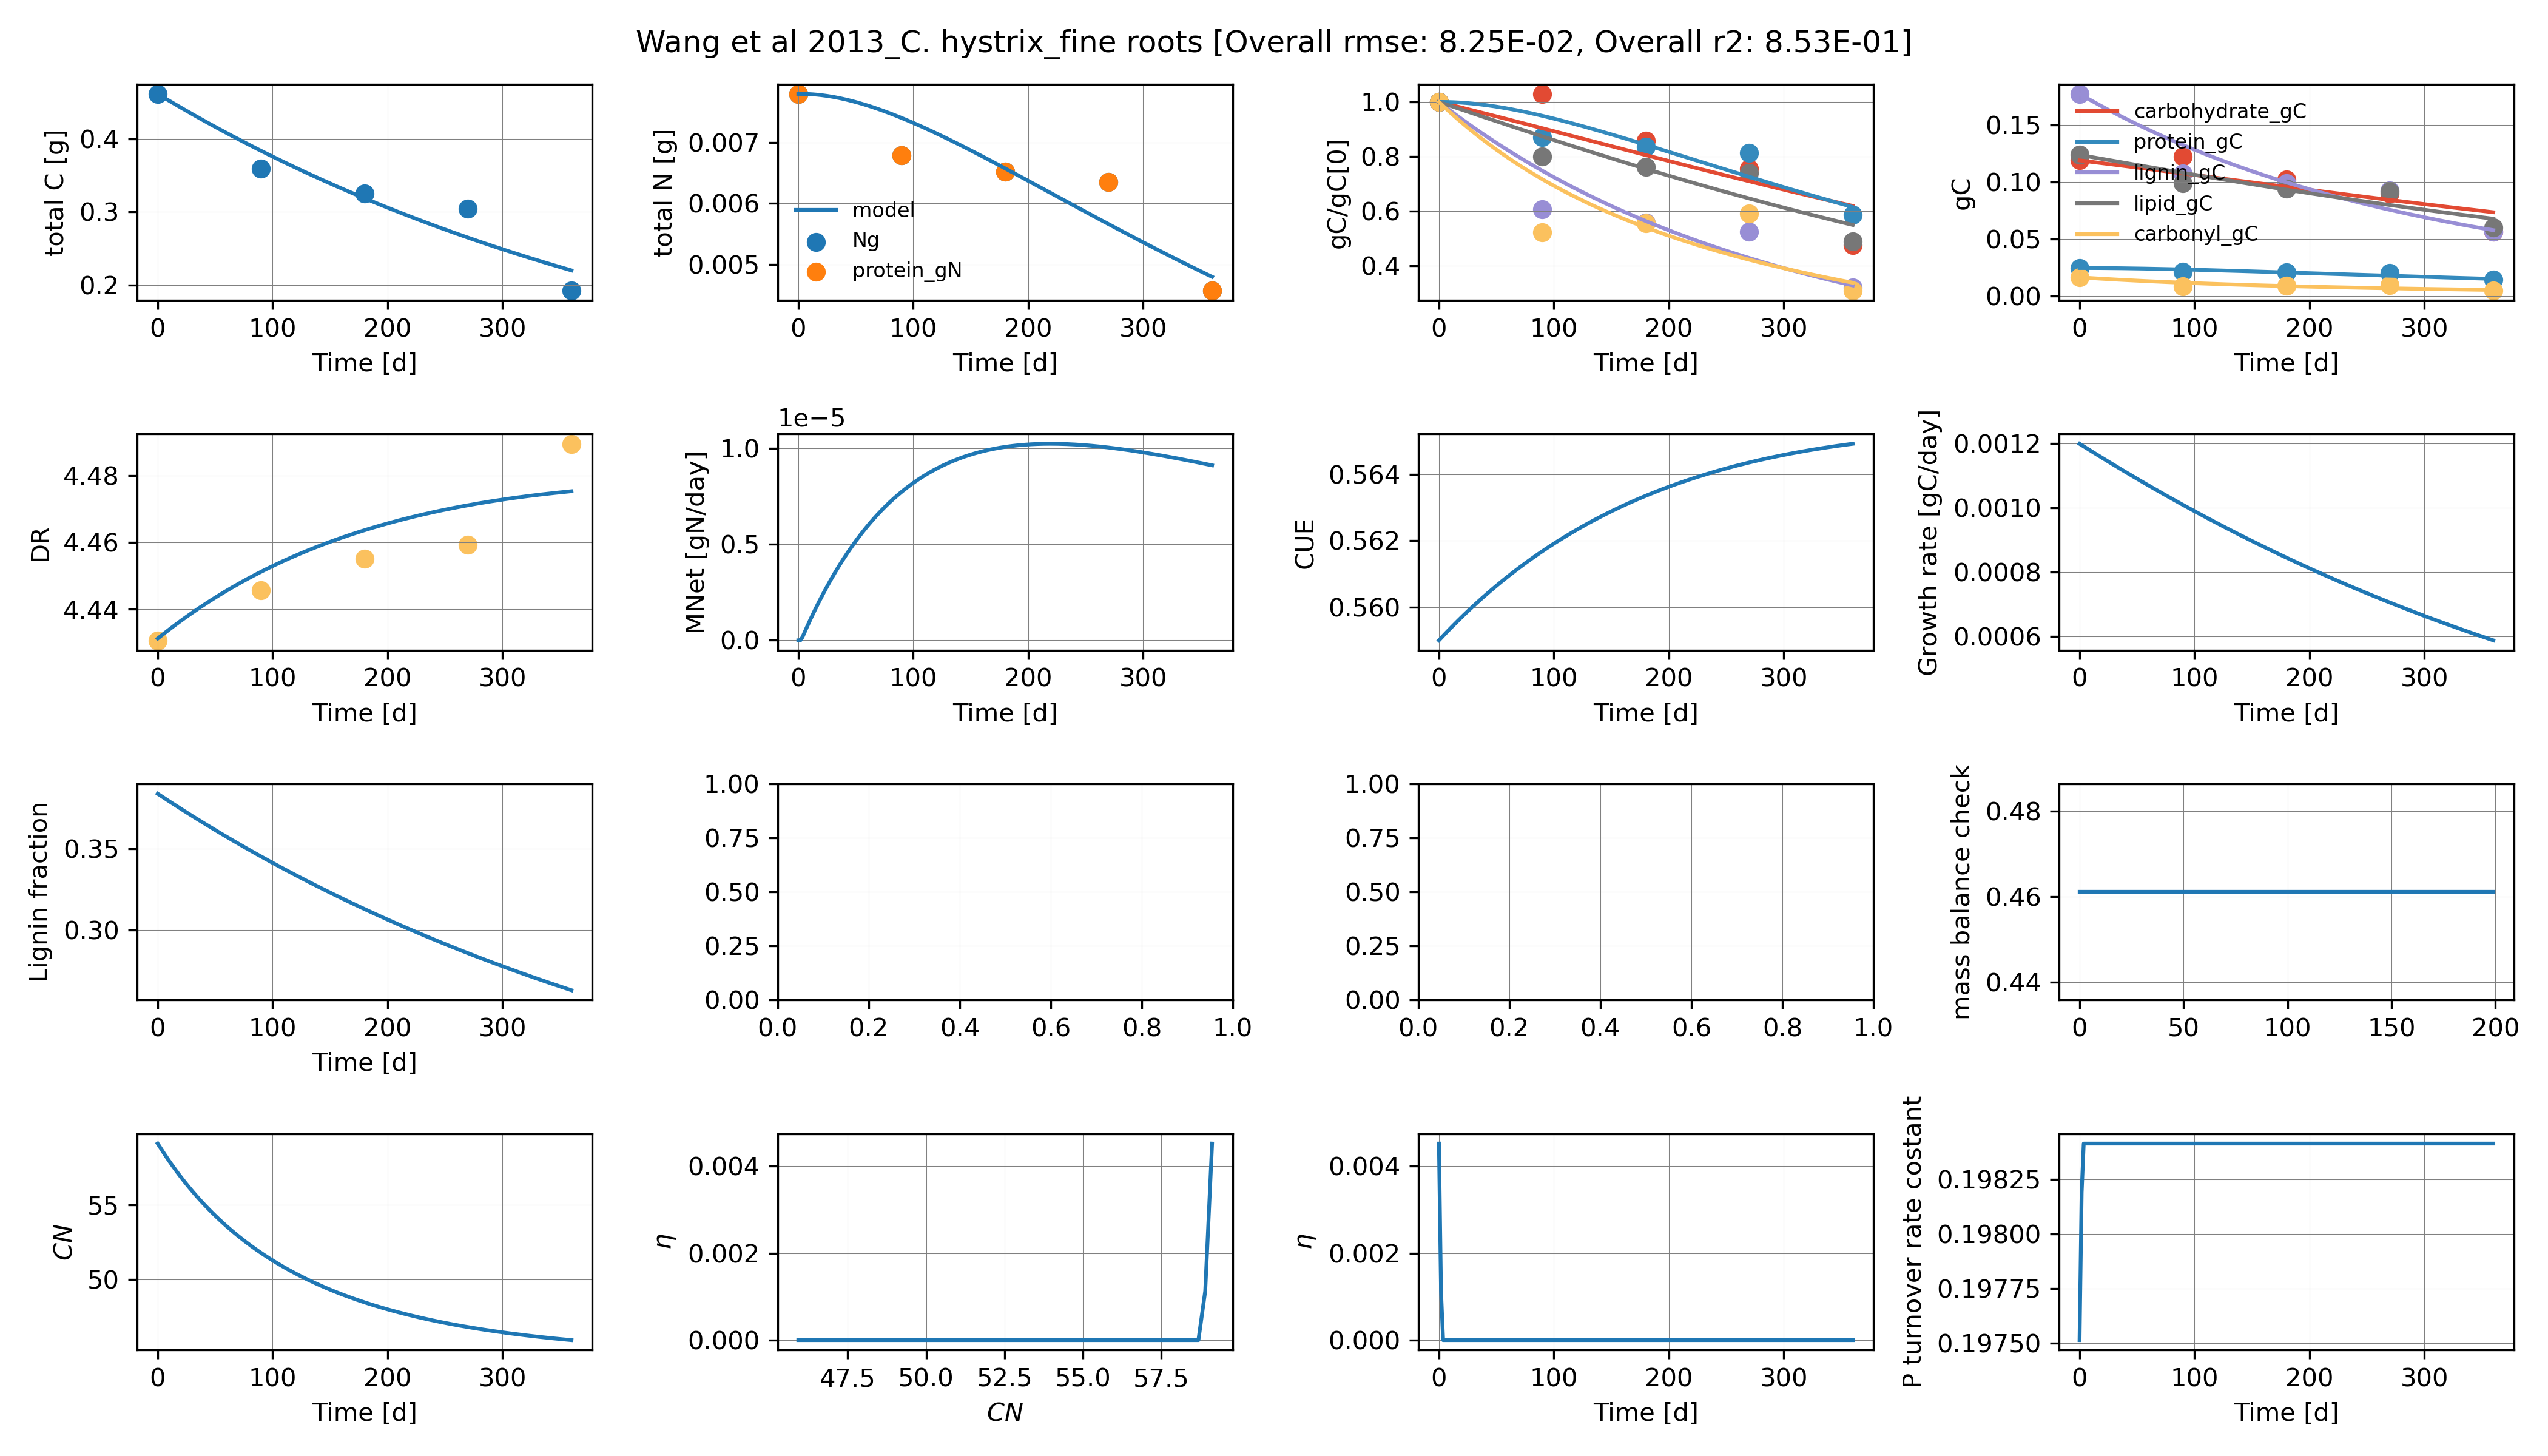 Wang et al 2013_C. hystrix_fine roots [Overall rmse: 8.25E-02, Overall r2: 8.53E-01]
total C [g]
0.4
0.3
0.2
0 100 200 300
Time [d]
total N [g]
0.007
0.006
0.005
model
Ng
protein_gN
0 100 200 300
Time [d]
gC/gC[0]
1.0
0.8
0.6
0.4
0 100 200 300
Time [d]
gC
0.15
0.10
0.05
0.00
carbohydrate_gC
protein_gC
lignin_gC
lipid_gC
carbonyl_gC
0 100 200 300
Time [d]
DR
4.48
4.46
4.44
0 100 200 300
Time [d]
1e−5
MNet [gN/day]
1.0
0.5
0.0
0 100 200 300
Time [d]
CUE
0.564
0.562
0.560
0 100 200 300
Time [d]
Growth rate [gC/day]
0.0012
0.0010
0.0008
0.0006
0 100 200 300
Time [d]
Lignin fraction
0.35
0.30
0 100 200 300
Time [d]
1.00
0.75
0.50
0.25
0.00
0.0 0.2 0.4 0.6 0.8 1.0
1.00
0.75
0.50
0.25
0.00
0.0 0.2 0.4 0.6 0.8 1.0
mass balance check
0.48
0.46
0.44
0 50 100 150 200
CN
55
50
0 100 200 300
Time [d]
η
0.004
0.002
0.000
47.5 50.0 52.5 55.0 57.5
CN
η
0.004
0.002
0.000
0 100 200 300
Time [d]
P turnover rate costant
0.19825
0.19800
0.19775
0.19750
0 100 200 300
Time [d]